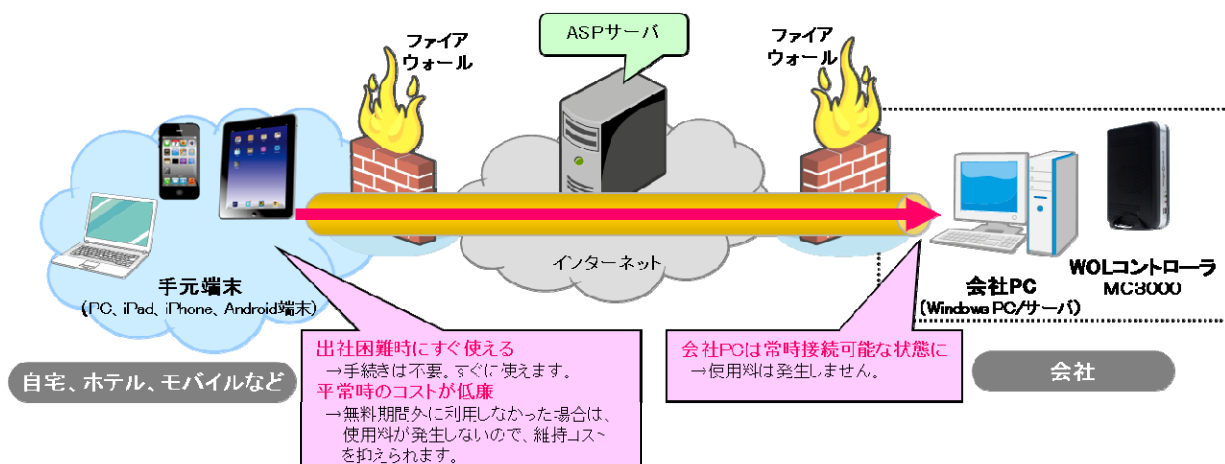 ASPサーバ
ファイア
ウォール
ファイア
ウォール
インターネット
手元端末
(PC、iPad、iPhone、Android端末)
会社PC
(Windows PC/サーバ)
WOLコントローラ
MC3000
出社困難時にすぐ使える
→手続きは不要。すぐに使えます。
平常時のコストが低廉
→無料期間外に利用しなかった場合は、
使用料が発生しないので、維持コスト
を抑えられます。
会社PCは常時接続可能な状態に
→使用料は発生しません。
自宅、ホテル、モバイルなど
会社